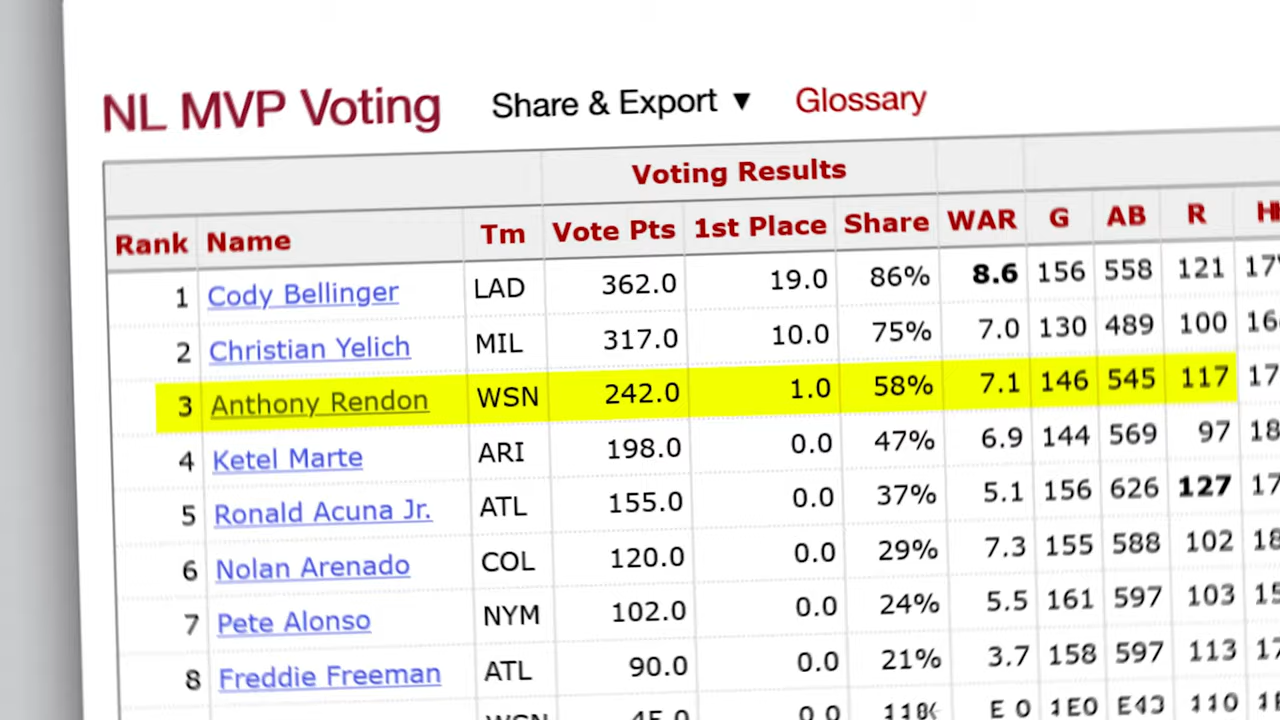 NL MVP Voting Share & Export ▼ Glossary
Voting Results
Rank Name Tm Vote Pts 1st Place Share WAR G AB R
1 Cody Bellinger LAD 362.0 19.0 86% 8.6 156 558 121
2 Christian Yelich MIL 317.0 10.0 75% 7.0 130 489 100
3 Anthony Rendon WSN 242.0 1.0 58% 7.1 146 545 117
4 Ketel Marte ARI 198.0 0.0 47% 6.9 144 569 97
5 Ronald Acuna Jr. ATL 155.0 0.0 37% 5.1 156 626 127
6 Nolan Arenado COL 120.0 0.0 29% 7.3 155 588 102
7 Pete Alonso NYM 102.0 0.0 24% 5.5 161 597 103
8 Freddie Freeman ATL 90.0 0.0 21% 3.7 158 597 113